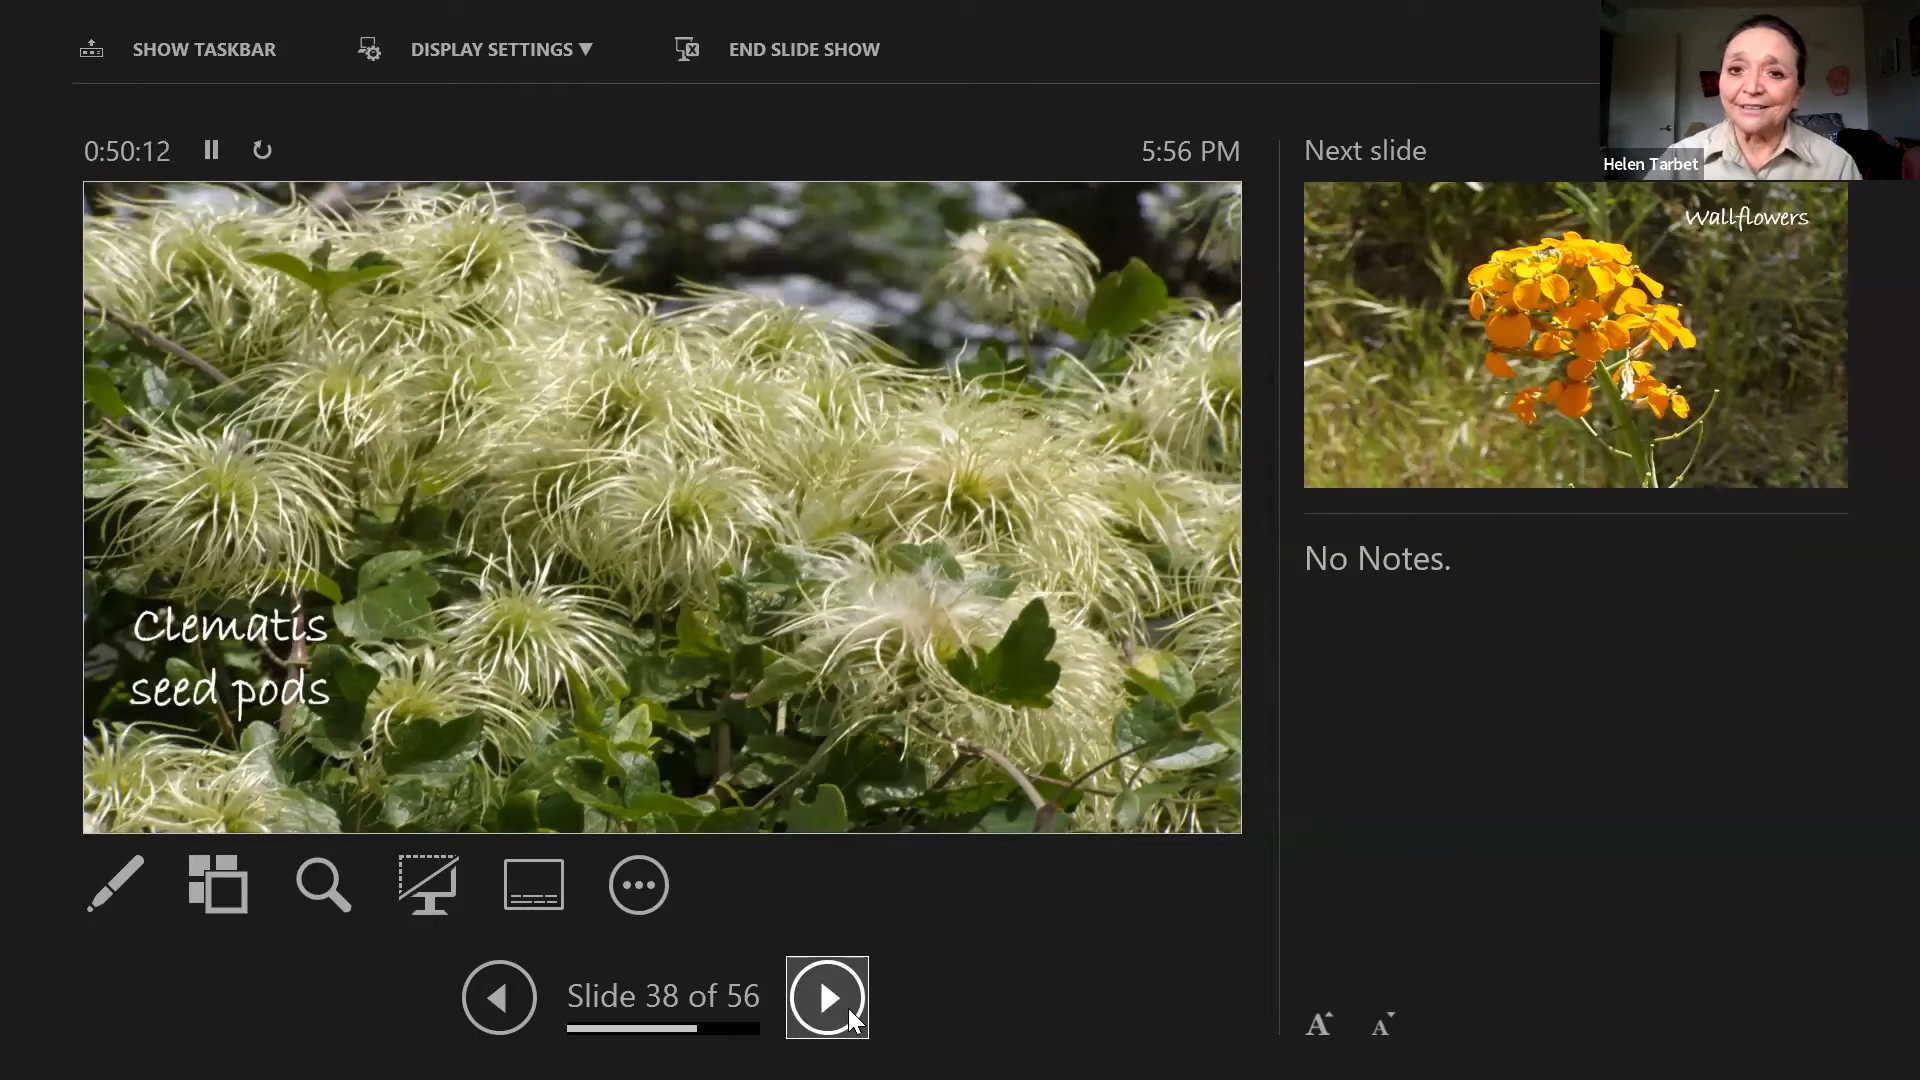 SHOW TASKBAR
DISPLAY SETTINGS ▼
END SLIDE SHOW
Helen Tarbet
0:50:12
5:56 PM
Next slide
Clematis
seed pods
Wallflowers
No Notes.
Slide 38 of 56
A
A